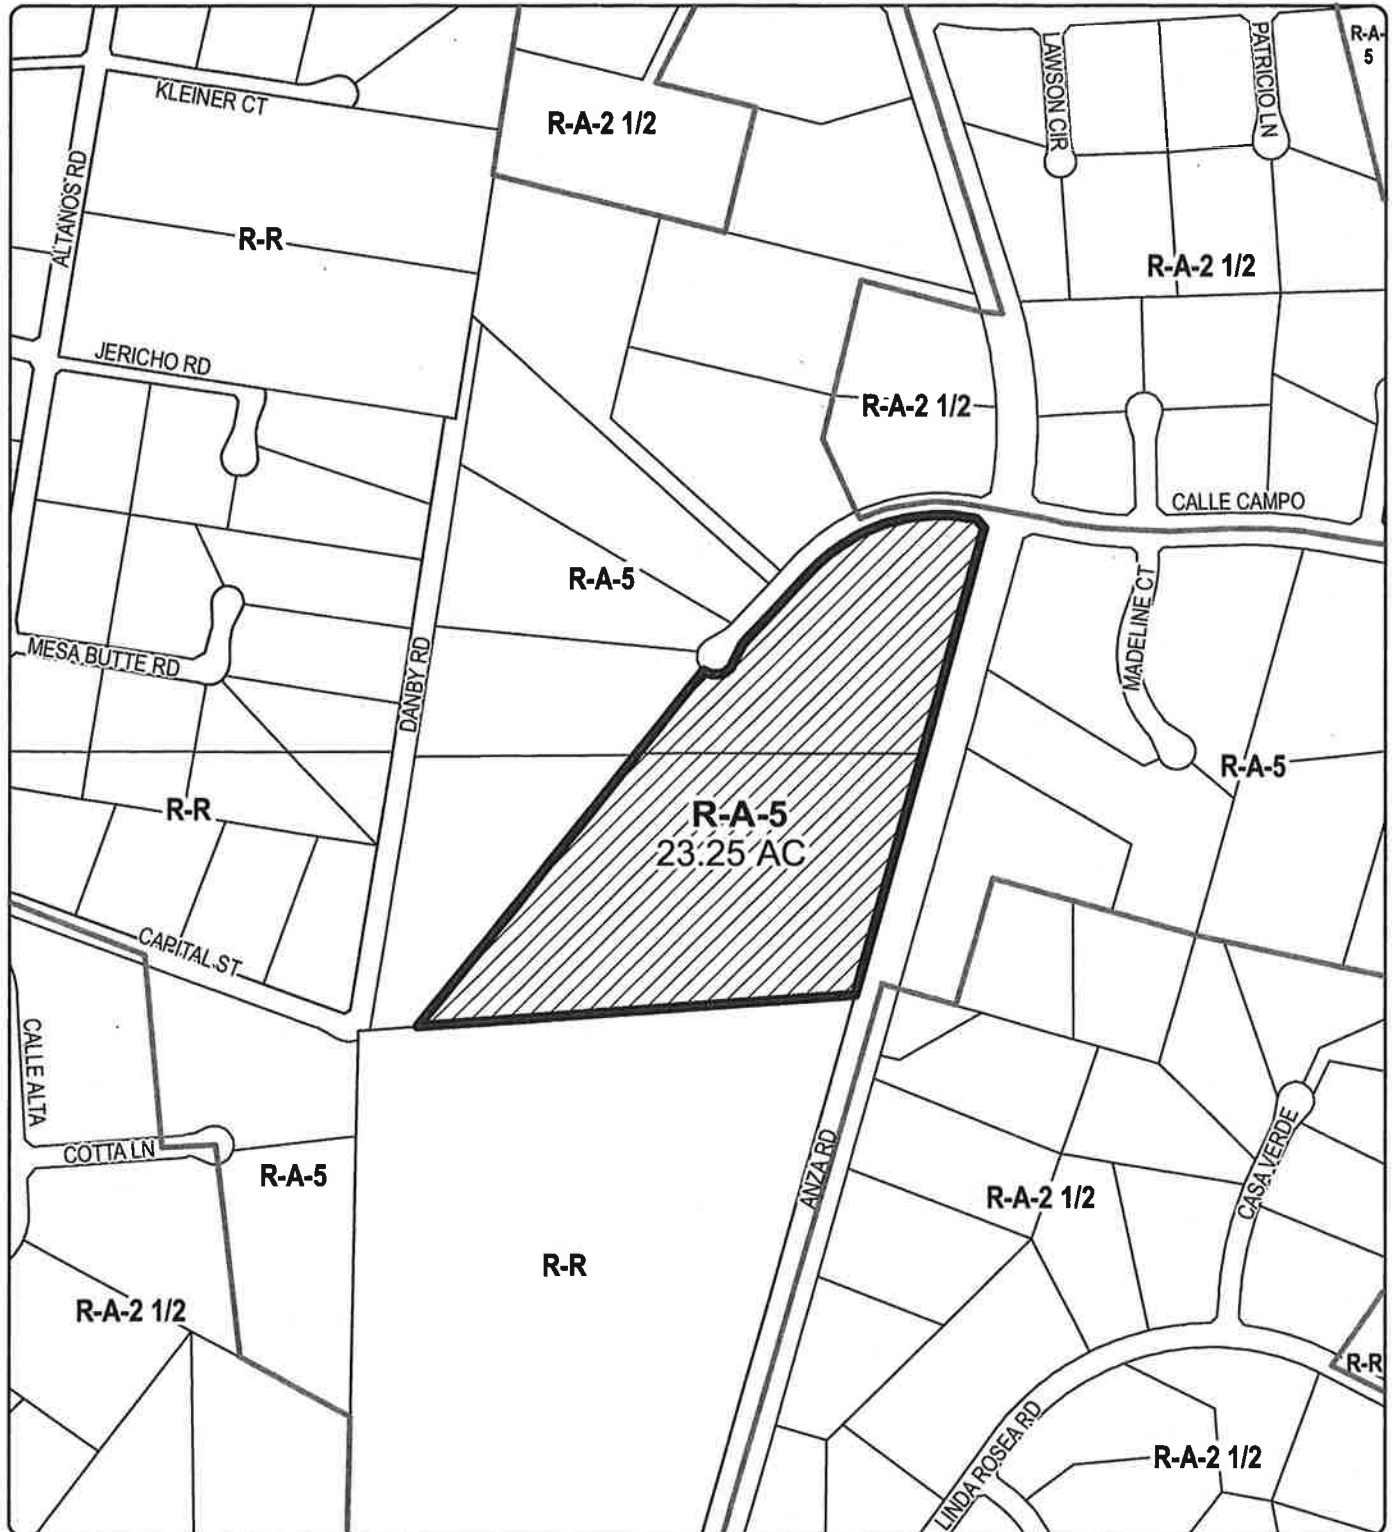 LAWSON CIR
PATRICIO LN
R-A-
5
KLEINER CT
R-A-2 1/2
ALTANOS RD
R-R
R-A-2 1/2
JERICHO RD
R-A-2 1/2
CALLE CAMPO
R-A-5
MADELINE CT
MESA BUTTE RD
DANBY RD
R-A-5
R-R
R-A-5
23.25 AC
CAPITAL ST
CALLE ALTA
COTTA LN
R-A-5
ANZA RD
R-A-2 1/2
CASA VERDE
R-R
R-A-2 1/2
R-R
LINDA ROSEA RD
R-A-2 1/2